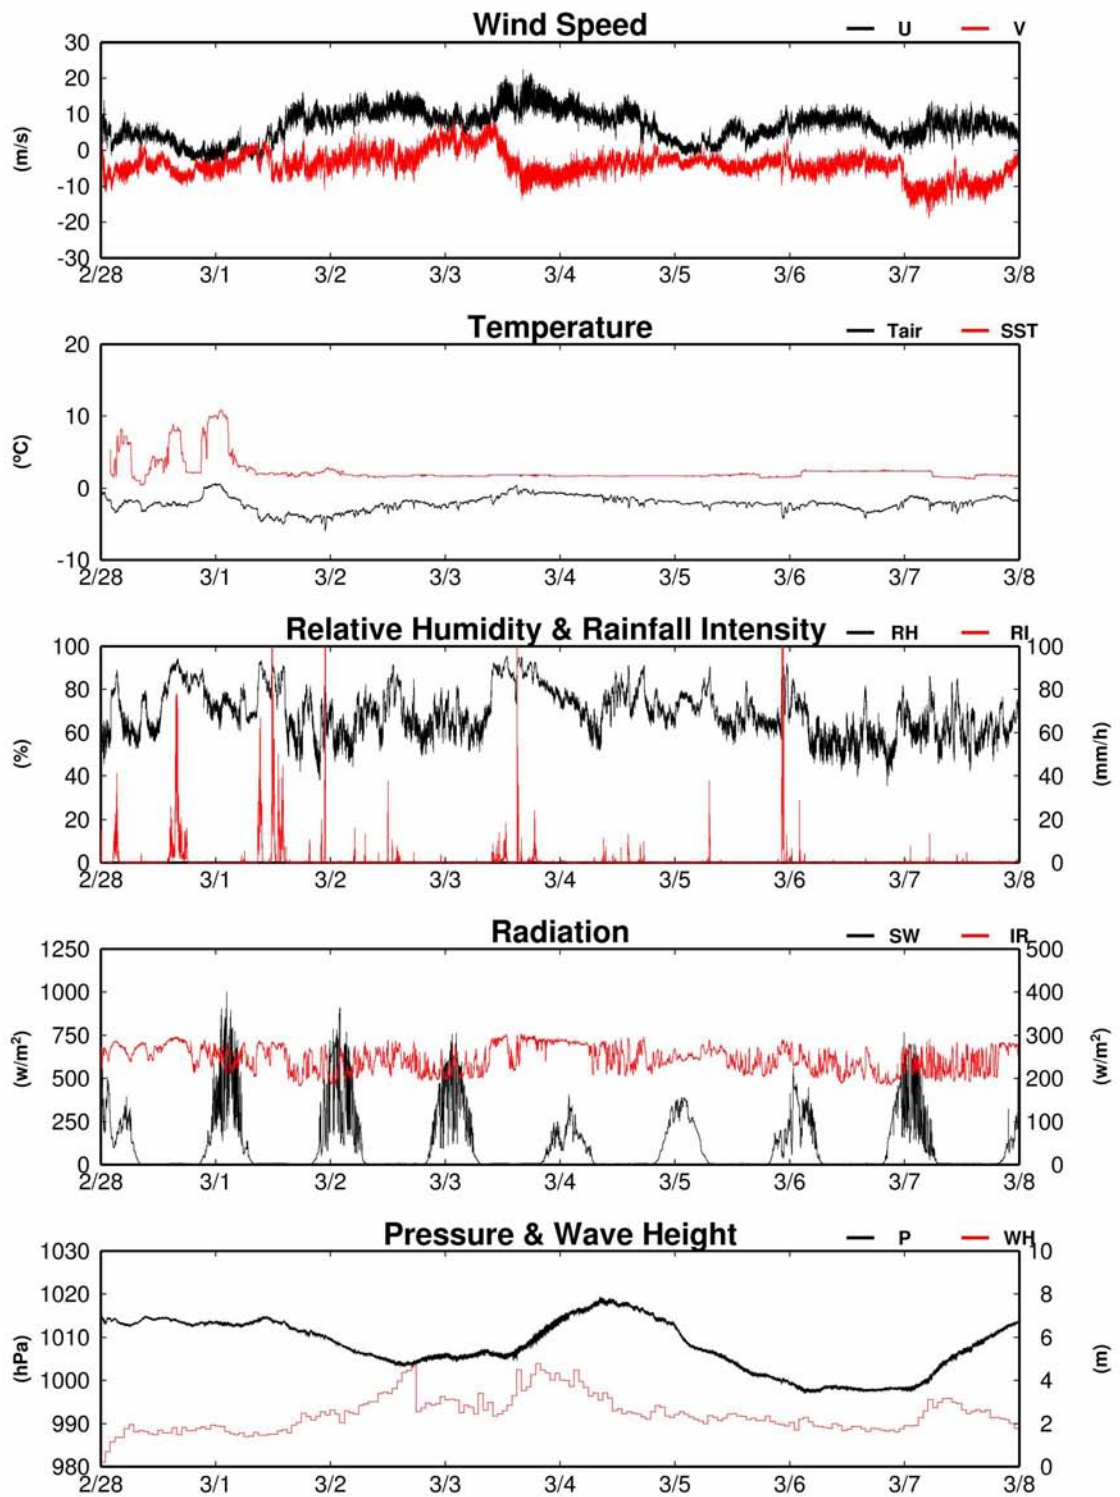 Wind Speed
U V
30
20
10
0
-10
-20
-30
(m/s)
2/28 3/1 3/2 3/3 3/4 3/5 3/6 3/7 3/8
Temperature
Tair SST
20
10
0
-10
(ºC)
2/28 3/1 3/2 3/3 3/4 3/5 3/6 3/7 3/8
Relative Humidity & Rainfall Intensity
RH RI
100 100
80 80
60 60
40 40
20 20
0 0
(%) (mm/h)
2/28 3/1 3/2 3/3 3/4 3/5 3/6 3/7 3/8
Radiation
SW IR
1250 500
1000 400
750 300
500 200
250 100
0 0
(w/m²) (w/m²)
2/28 3/1 3/2 3/3 3/4 3/5 3/6 3/7 3/8
Pressure & Wave Height
P WH
1030 10
1020 8
1010 6
1000 4
990 2
980 0
(hPa) (m)
2/28 3/1 3/2 3/3 3/4 3/5 3/6 3/7 3/8